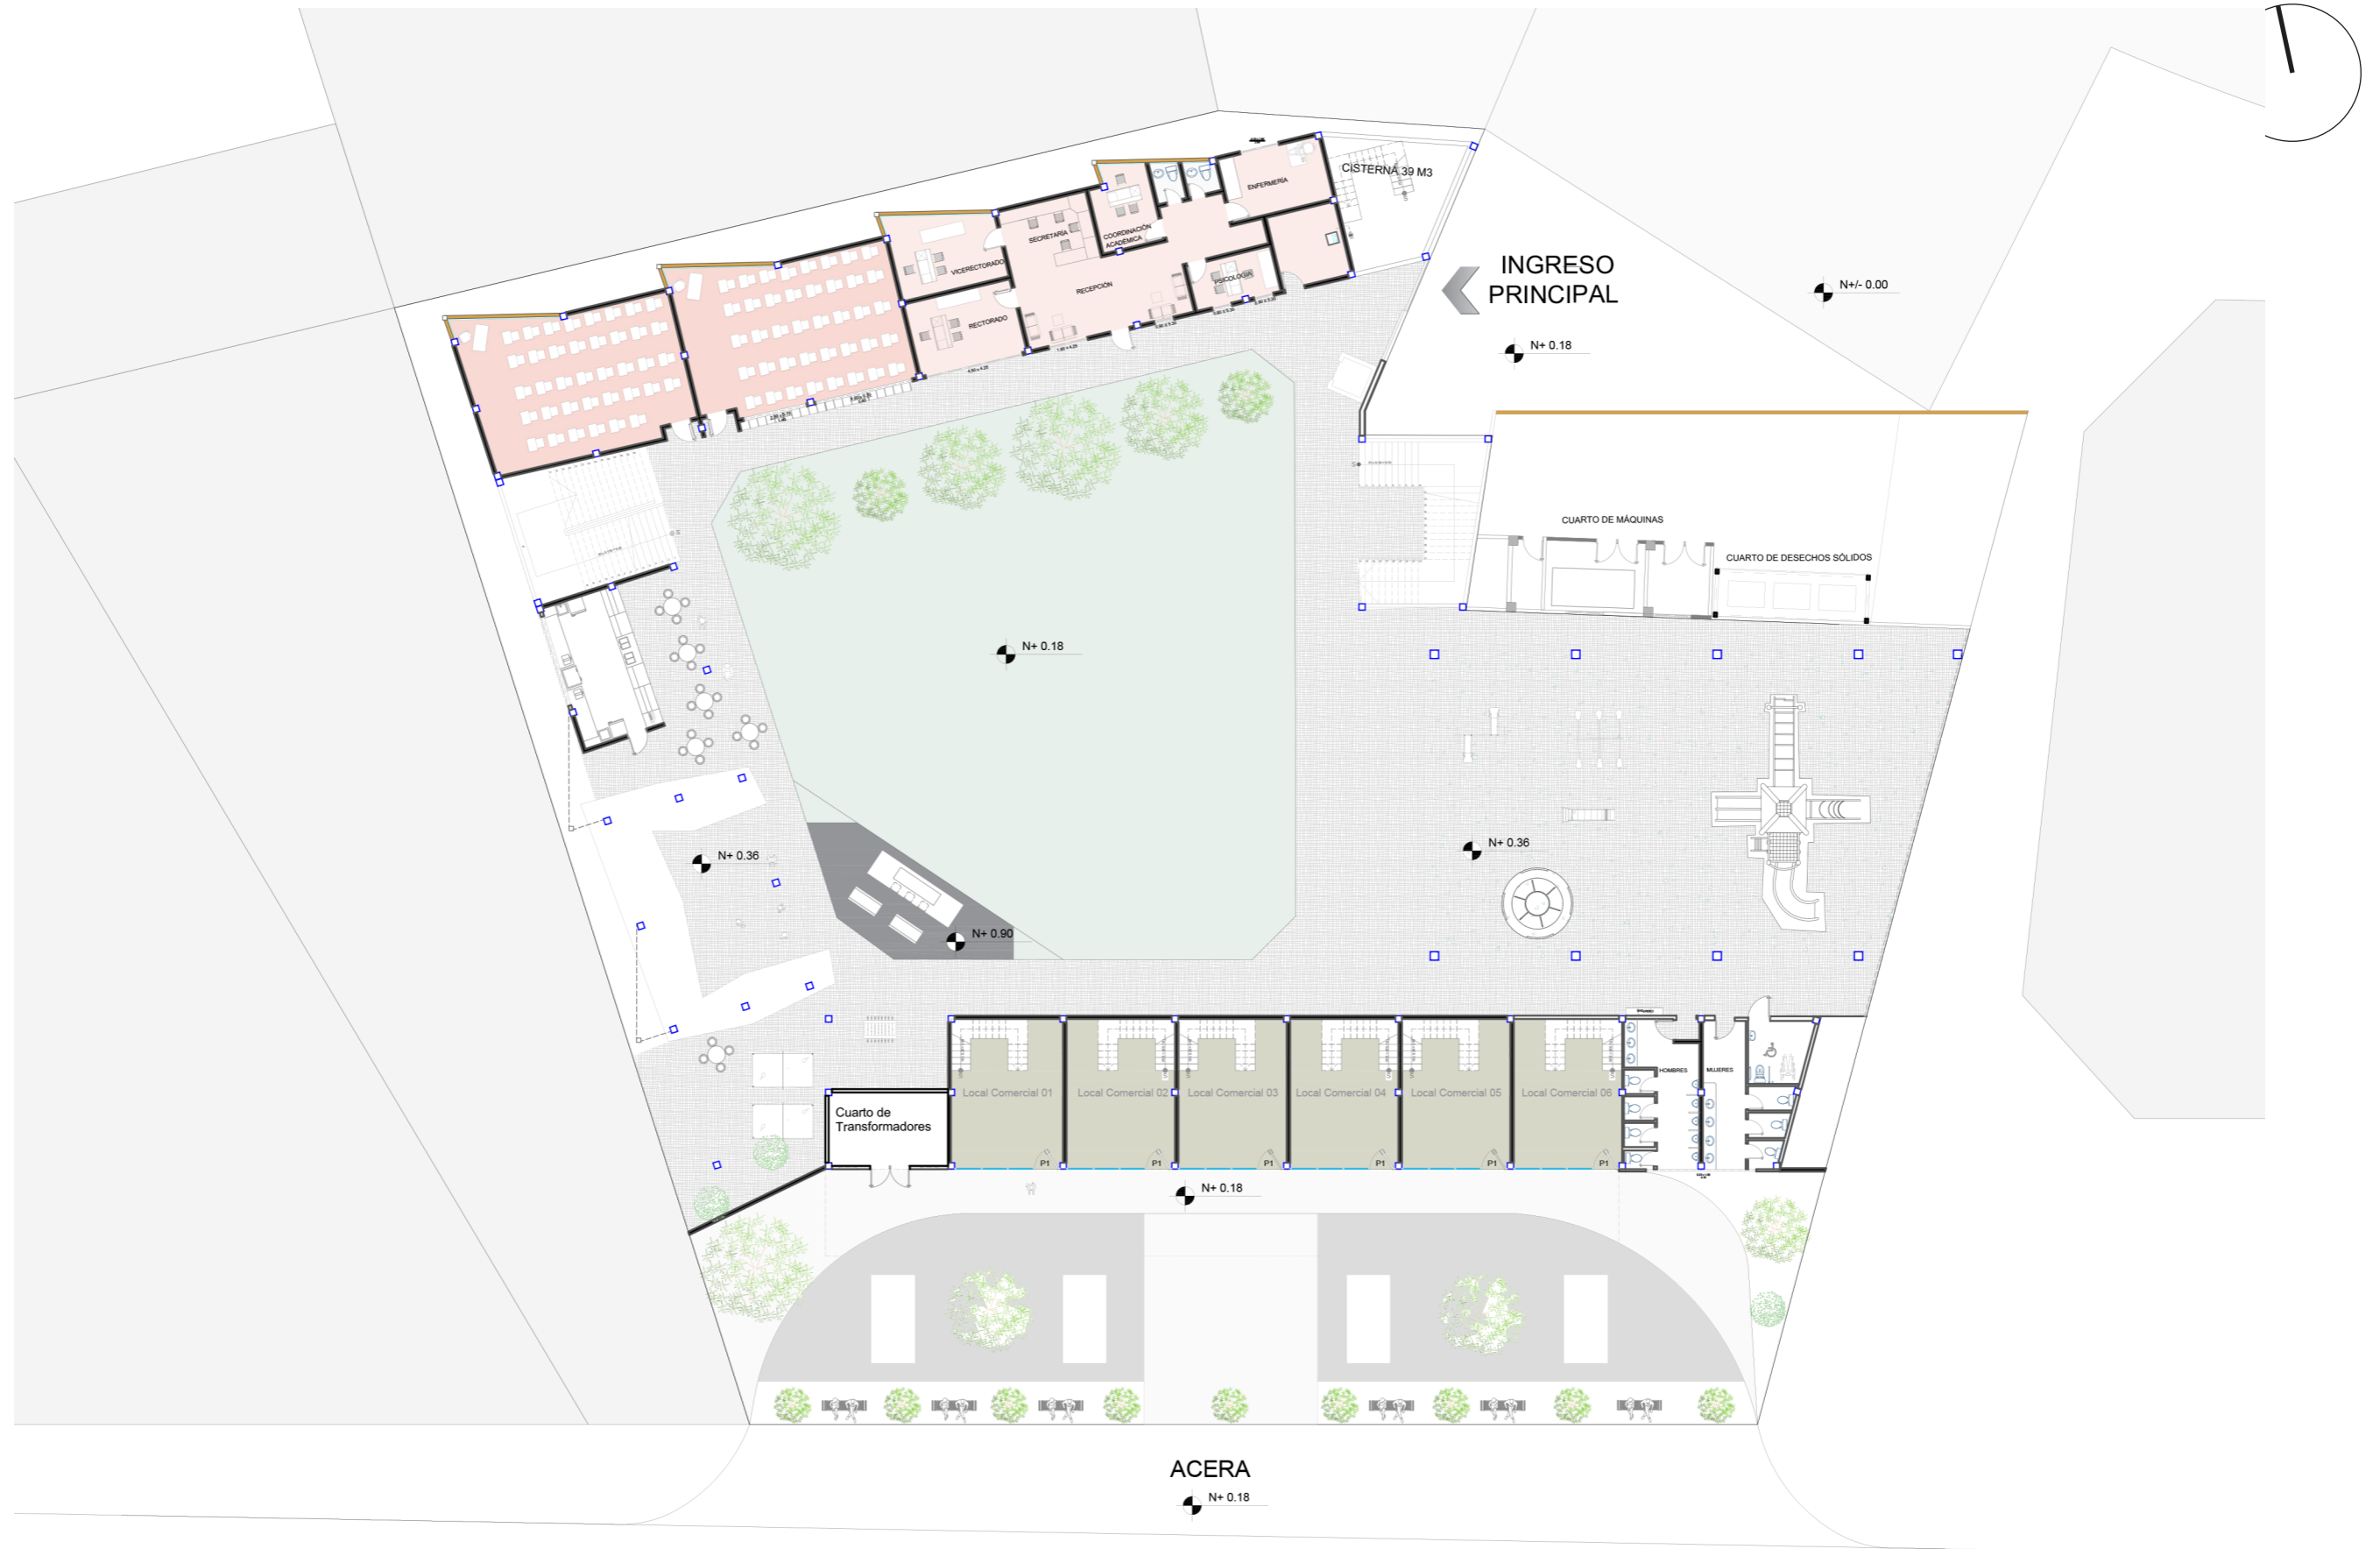 CISTERNA 39 M3
ENFERMERÍA
SECRETARÍA
COORDINACIÓN
ACADÉMICA
VICERECTORADO
PSICOLOGÍA
RECEPCIÓN
RECTORADO
INGRESO
PRINCIPAL
N+/- 0.00
N+ 0.18
CUARTO DE MÁQUINAS
CUARTO DE DESECHOS SÓLIDOS
N+ 0.18
N+ 0.36
N+ 0.36
N+ 0.90
HOMBRES
MUJERES
Local Comercial 01
Local Comercial 02
Local Comercial 03
Local Comercial 04
Local Comercial 05
Local Comercial 06
Cuarto de
Transformadores
P1
P1
P1
P1
P1
P1
N+ 0.18
ACERA
N+ 0.18